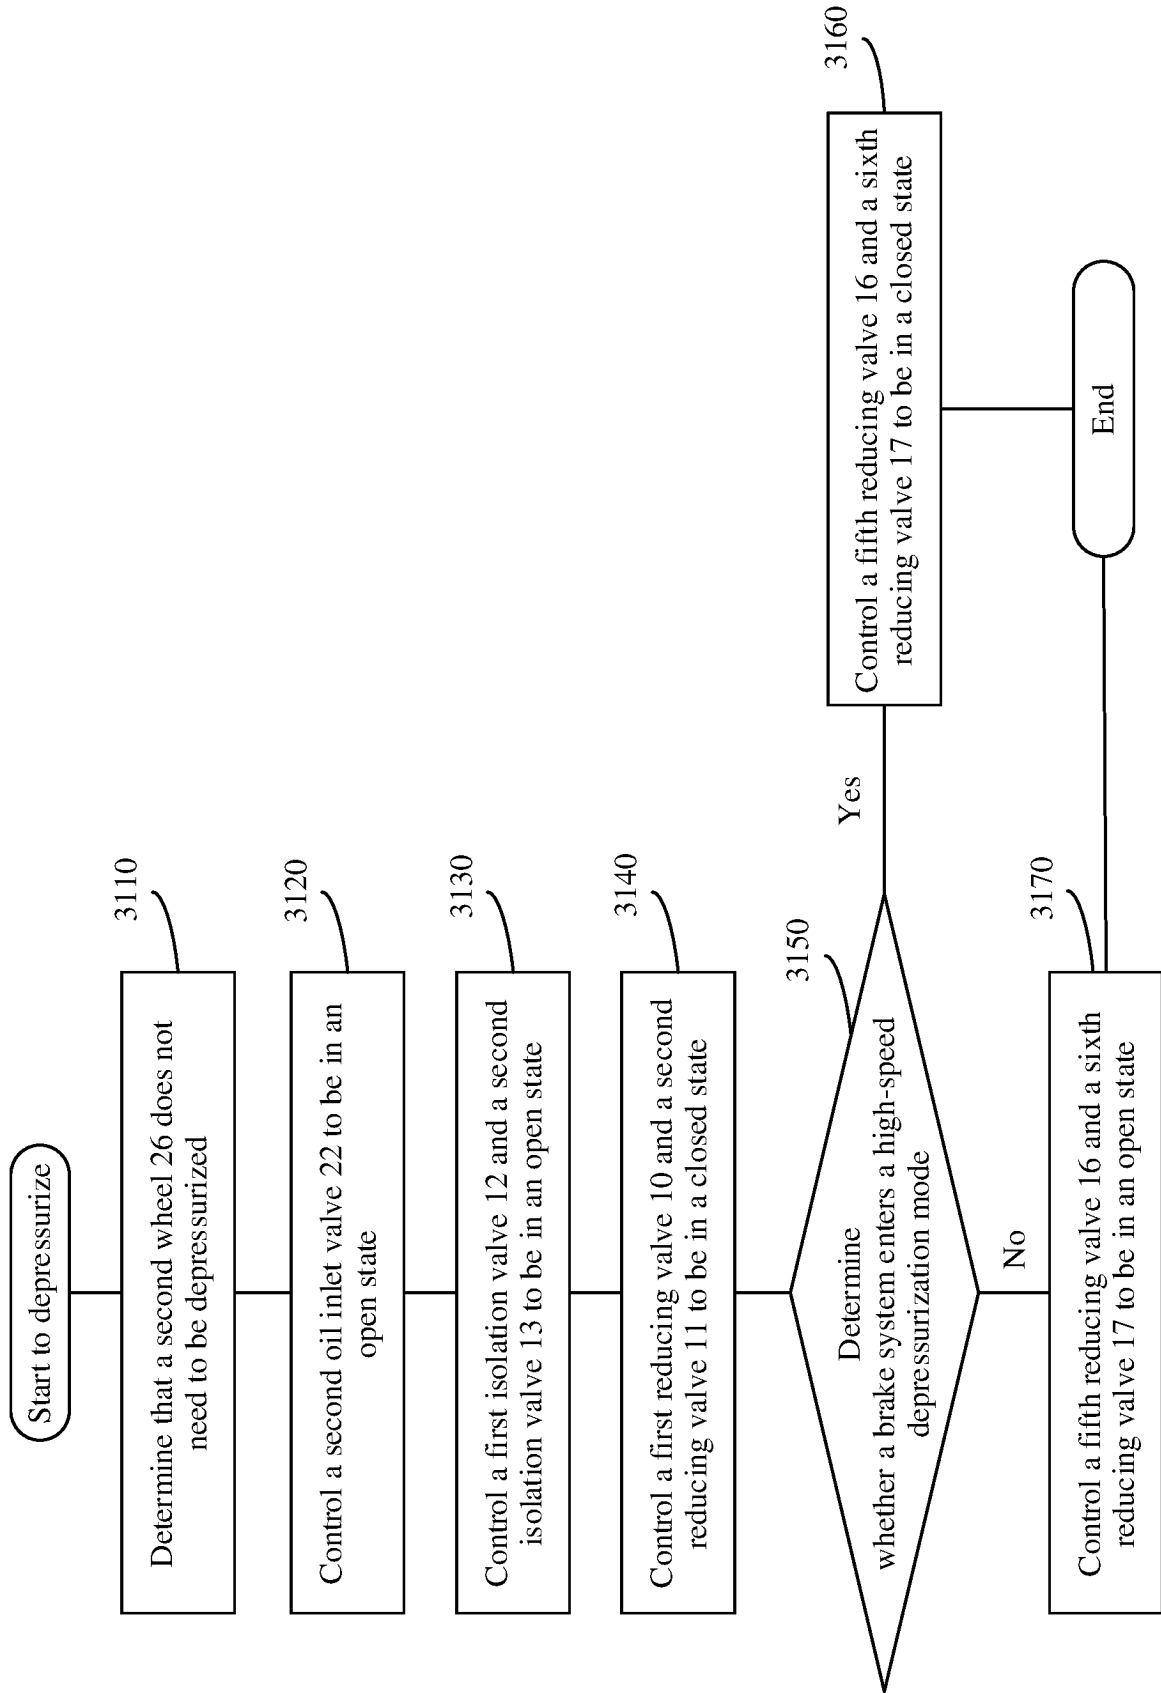 Start to depressurize
3110
Determine that a second wheel 26 does not
need to be depressurized
3120
Control a second oil inlet valve 22 to be in an
open state
3130
Control a first isolation valve 12 and a second
isolation valve 13 to be in an open state
3140
Control a first reducing valve 10 and a second
reducing valve 11 to be in a closed state
3150
Determine
whether a brake system enters a high-speed
depressurization mode
Yes
3160
Control a fifth reducing valve 16 and a sixth
reducing valve 17 to be in a closed state
No
3170
Control a fifth reducing valve 16 and a sixth
reducing valve 17 to be in an open state
End